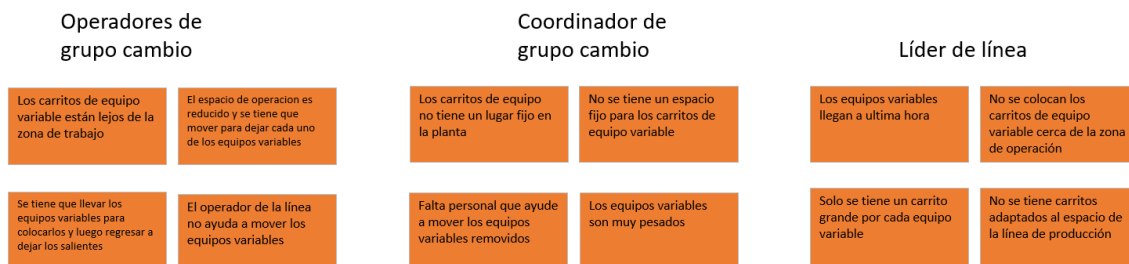 Operadores de
grupo cambio
Los carritos de equipo
variable están lejos de la
zona de trabajo
El espacio de operacion es
reducido y se tiene que
mover para dejar cada uno
de los equipos variables
Se tiene que llevar los
equipos variables para
colocarlos y luego regresar a
dejar los salientes
El operador de la línea
no ayuda a mover los
equipos variables
Coordinador de
grupo cambio
Los carritos de equipo
no tiene un lugar fijo en
la planta
No se tiene un espacio
fijo para los carritos de
equipo variable
Falta personal que ayude
a mover los equipos
variables removidos
Los equipos variables
son muy pesados
Líder de línea
Los equipos variables
llegan a ultima hora
No se colocan los
carritos de equipo
variable cerca de la zona
de operación
Solo se tiene un carrito
grande por cada equipo
variable
No se tiene carritos
adaptados al espacio de
la línea de producción